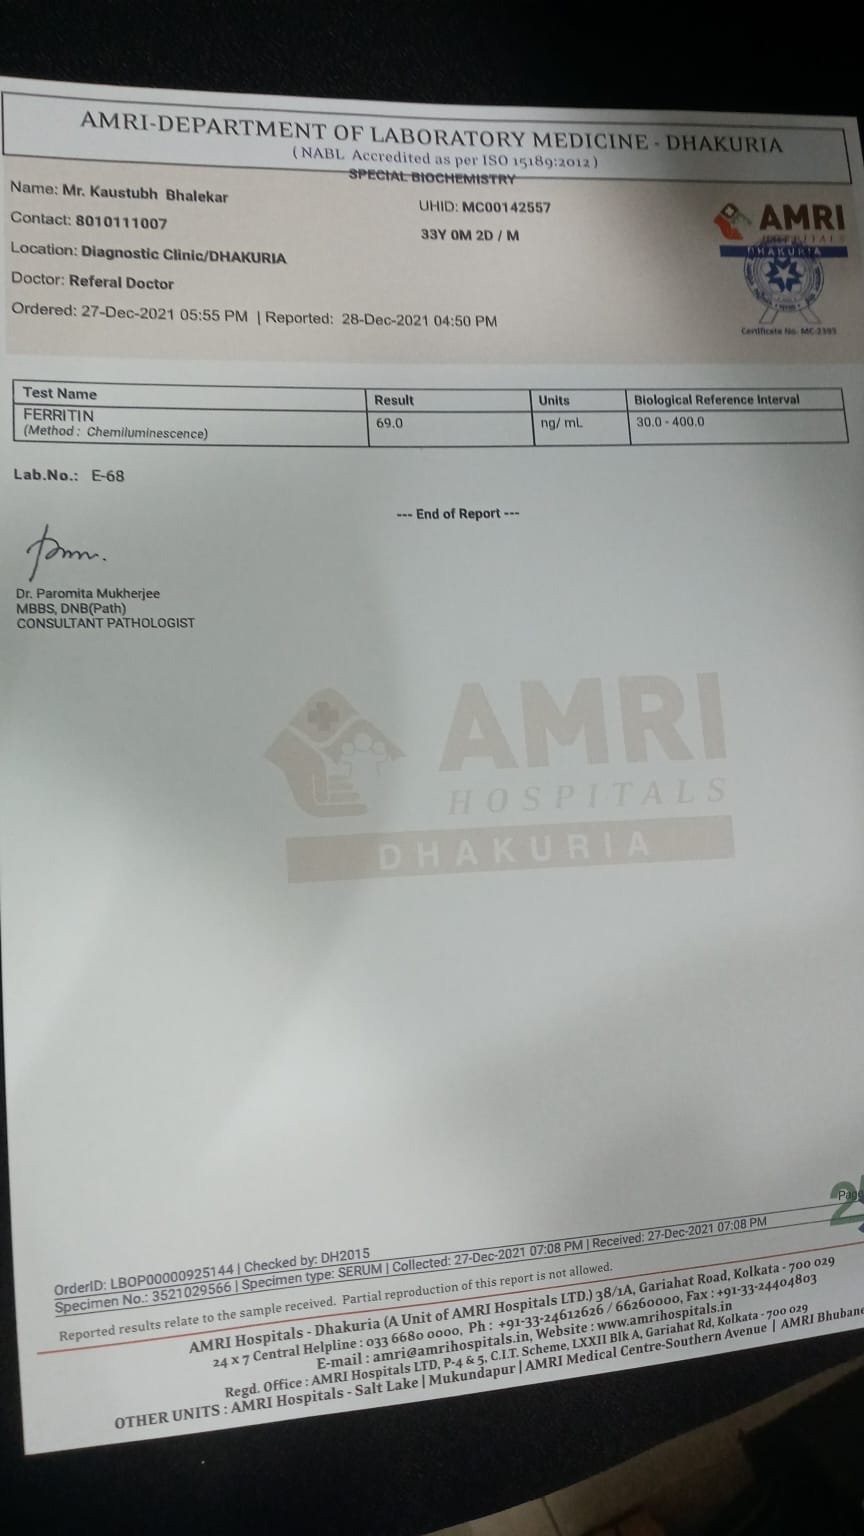 AMRI-DEPARTMENT OF LABORATORY MEDICINE - DHAKURIA
( NABL Accredited as per ISO 15189:2012 )
SPECIAL BIOCHEMISTRY
Name: Mr. Kaustubh Bhalekar
UHID: MC00142557
Contact: 8010111007
33Y 0M 2D / M
Location: Diagnostic Clinic/DHAKURIA
Doctor: Referal Doctor
Ordered: 27-Dec-2021 05:55 PM | Reported: 28-Dec-2021 04:50 PM
AMRI
HOSPITALS
DHAKURIA
Certificate No. MC-2393
Test Name Result Units Biological Reference Interval
FERRITIN 69.0 ng/ mL 30.0 - 400.0
(Method : Chemiluminescence)
Lab.No.: E-68
--- End of Report ---
Dr. Paromita Mukherjee
MBBS, DNB(Path)
CONSULTANT PATHOLOGIST
AMRI
HOSPITALS
DHAKURIA
Page
OrderID: LBOP00000925144 | Checked by: DH2015
Specimen No.: 3521029566 | Specimen type: SERUM | Collected: 27-Dec-2021 07:08 PM | Received: 27-Dec-2021 07:08 PM
Reported results relate to the sample received. Partial reproduction of this report is not allowed.
AMRI Hospitals - Dhakuria (A Unit of AMRI Hospitals LTD.) 38/1A, Gariahat Road, Kolkata - 700 029
24 x 7 Central Helpline : 033 6680 0000, Ph : +91-33-24612626 / 66260000, Fax : +91-33-24404803
E-mail : amri@amrihospitals.in, Website : www.amrihospitals.in
Regd. Office : AMRI Hospitals LTD, P-4 & 5, C.I.T. Scheme, LXXII Blk A, Gariahat Rd, Kolkata - 700 029
OTHER UNITS : AMRI Hospitals - Salt Lake | Mukundapur | AMRI Medical Centre-Southern Avenue | AMRI Bhubane